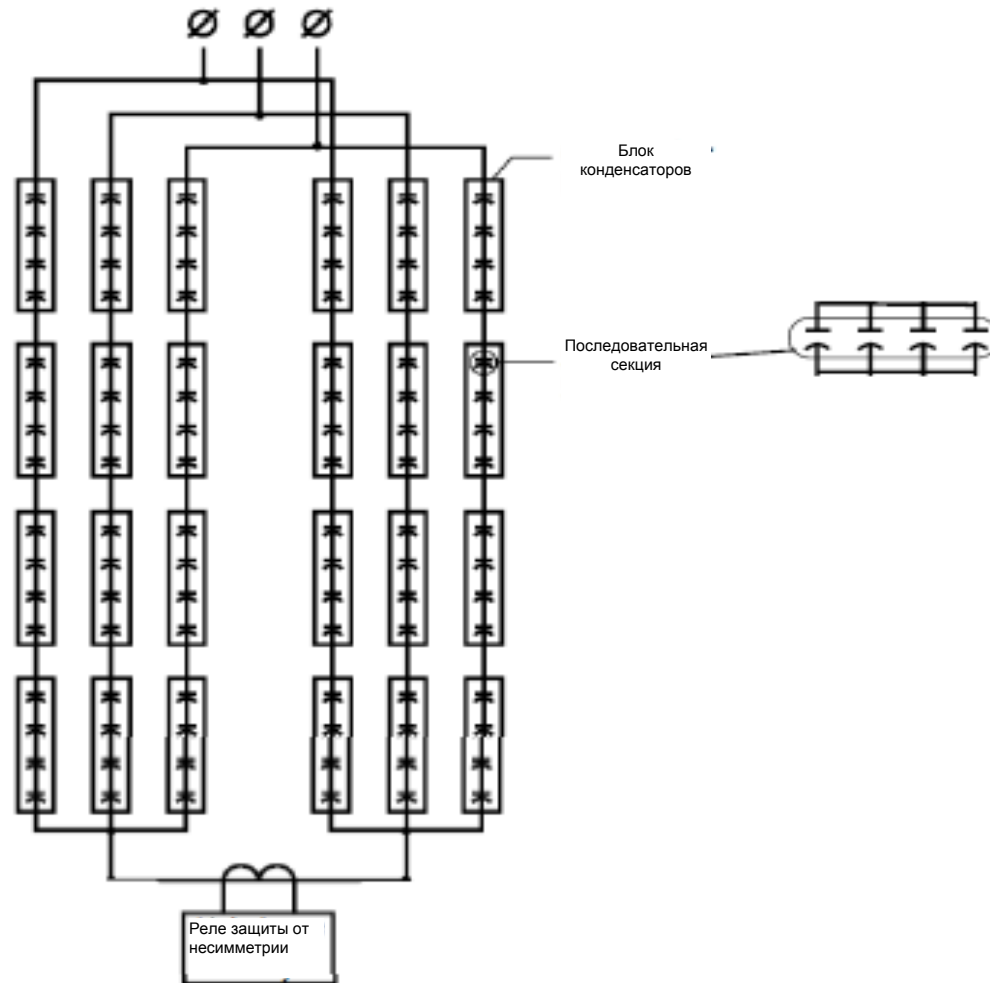 Ø Ø Ø
Блок
конденсаторов
Последовательная
секция
Реле защиты от
несимметрии